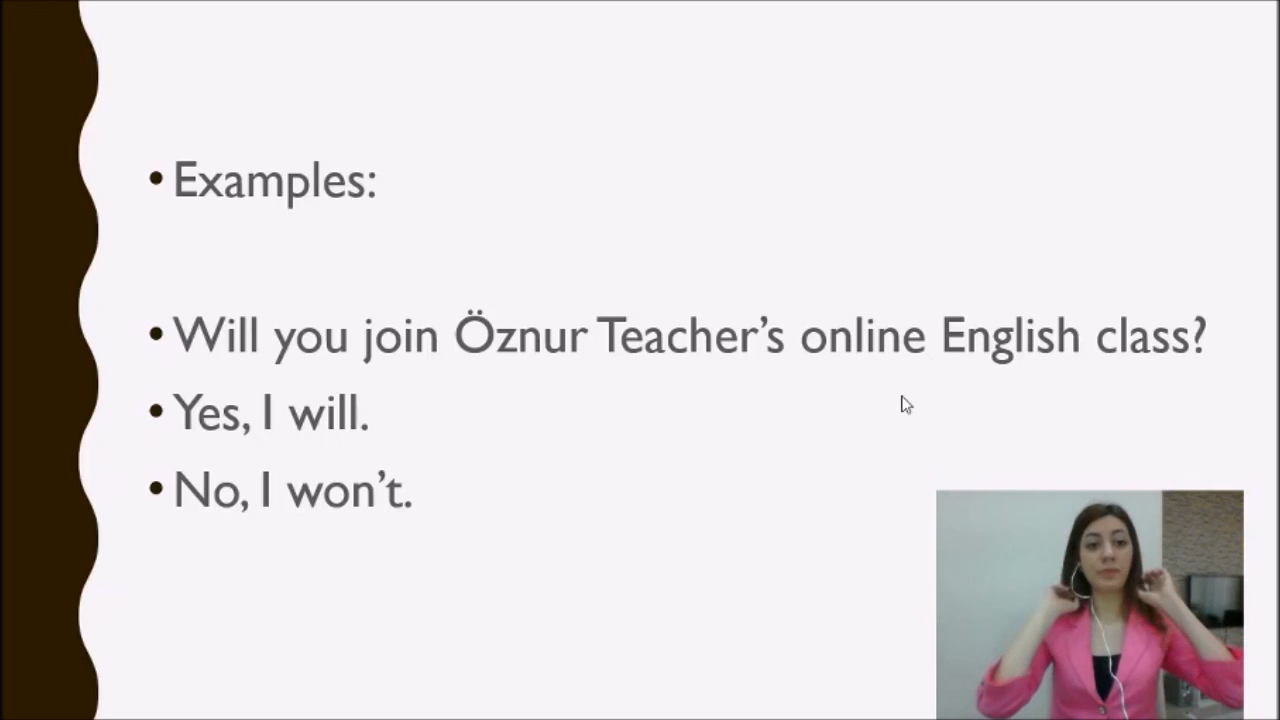 • Examples:
• Will you join Öznur Teacher’s online English class?
• Yes, I will.
• No, I won’t.